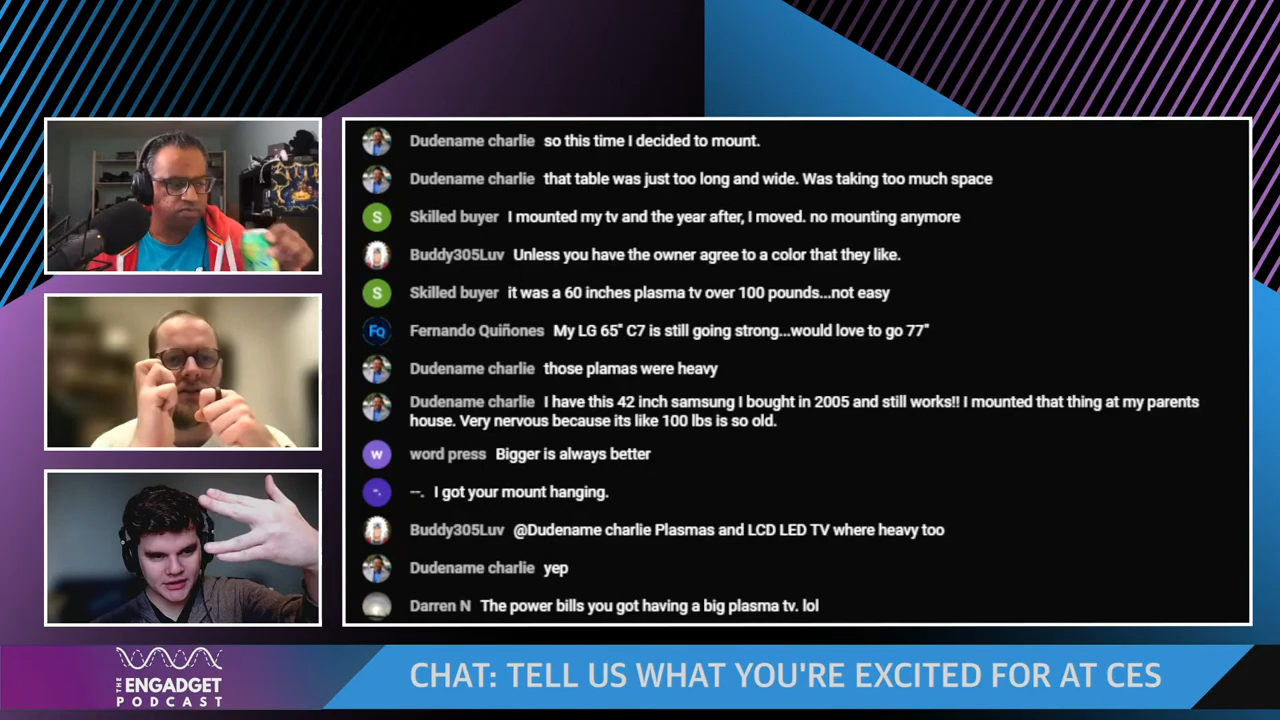 Dudename charlie so this time I decided to mount.
Dudename charlie that table was just too long and wide. Was taking too much space
S Skilled buyer I mounted my tv and the year after, I moved. no mounting anymore
Buddy305Luv Unless you have the owner agree to a color that they like.
S Skilled buyer it was a 60 inches plasma tv over 100 pounds...not easy
FQ Fernando Quiñones My LG 65" C7 is still going strong...would love to go 77"
Dudename charlie those plamas were heavy
Dudename charlie I have this 42 inch samsung I bought in 2005 and still works!! I mounted that thing at my parents
house. Very nervous because its like 100 lbs is so old.
w word press Bigger is always better
-. --. I got your mount hanging.
Buddy305Luv @Dudename charlie Plasmas and LCD LED TV where heavy too
Dudename charlie yep
Darren N The power bills you got having a big plasma tv. lol
THE
ENGADGET
PODCAST
CHAT: TELL US WHAT YOU'RE EXCITED FOR AT CES